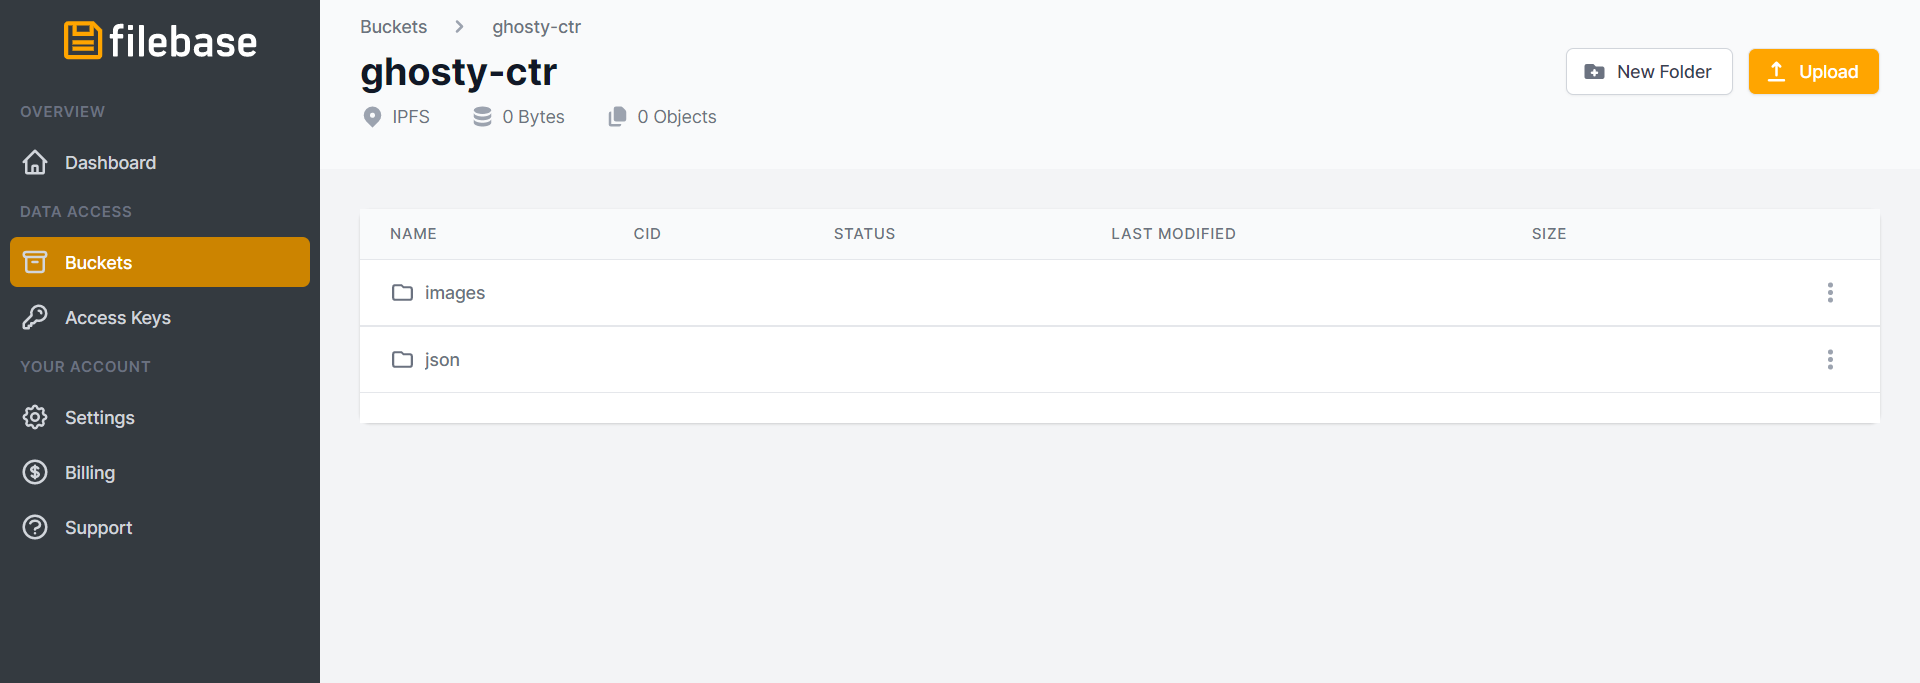 filebase
OVERVIEW
Dashboard
DATA ACCESS
Buckets
Access Keys
YOUR ACCOUNT
Settings
Billing
Support
Buckets ghosty-ctr
ghosty-ctr
IPFS 0 Bytes 0 Objects
New Folder Upload
NAME CID STATUS LAST MODIFIED SIZE
images
json